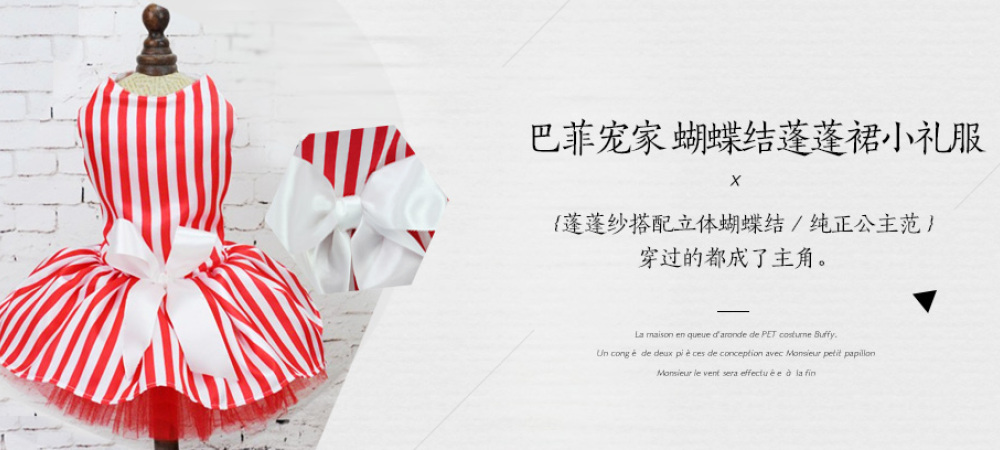 巴菲宠家 蝴蝶结蓬蓬裙小礼服
x
{蓬蓬纱搭配立体蝴蝶结 / 纯正公主范 }
穿过的都成了主角。
La maison en queue d'aronde de PET costume Buffy.
Un cong è de deux pi è ces de conception avec Monsieur petit papillon
Monsieur le vent sera effectu è e à la fin